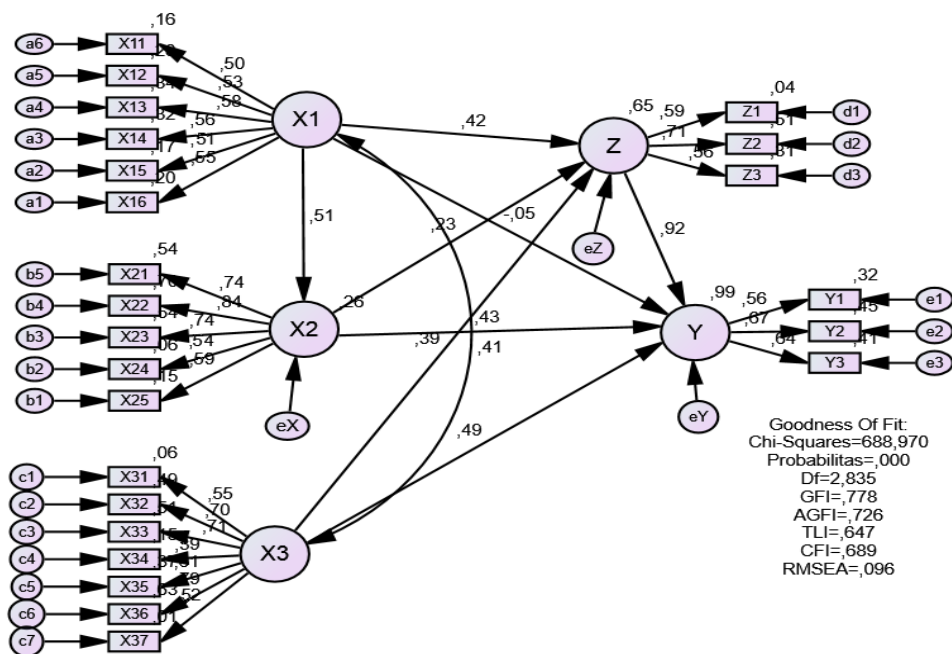 ,16
a6 X11
,50
a5 X12
,53
a4 X13
,58
a3 X14
,56
,17
,51
a2 X15
,55
,20
a1 X16
X1
,42
,51
,54
b5 X21
,74
b4 X22
,84
b3 X23
,74
,06
,54
b2 X24
,59
,15
b1 X25
X2
,26
eX
,06
c1 X31
,55
c2 X32
,70
c3 X33
,71
c4 X34
c5 X35
c6 X36
,52
,01
c7 X37
X3
,23
-,05
,43
,39
,41
,49
,65
Z
,59
,04
Z1 d1
,71
,51
Z2 d2
,56
Z3 d3
eZ
,92
,99
Y
,56
,32
Y1 e1
,67
,45
Y2 e2
,64
,41
Y3 e3
eY
Goodness Of Fit:
Chi-Squares=688,970
Probabilitas=,000
Df=2,835
GFI=,778
AGFI=,726
TLI=,647
CFI=,689
RMSEA=,096